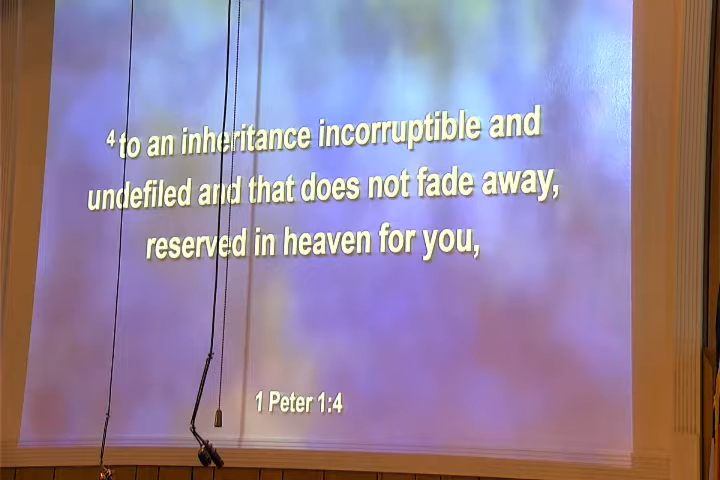 4 to an inheritance incorruptible and
undefiled and that does not fade away,
reserved in heaven for you,
1 Peter 1:4